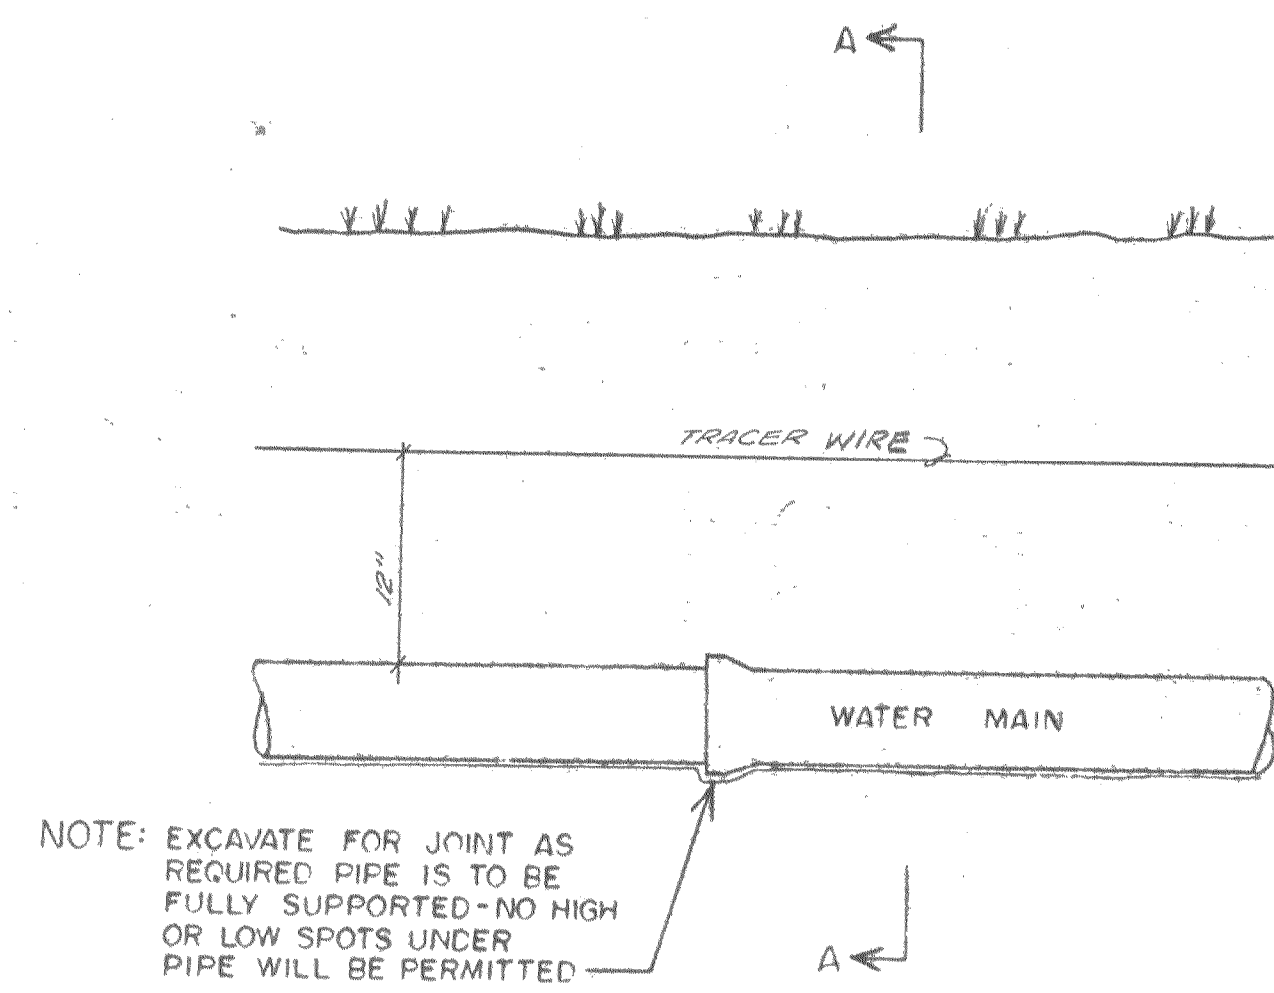 A
TRACER WIRE
12"
WATER MAIN
NOTE: EXCAVATE FOR JOINT AS
REQUIRED PIPE IS TO BE
FULLY SUPPORTED-NO HIGH
OR LOW SPOTS UNDER
PIPE WILL BE PERMITTED
A